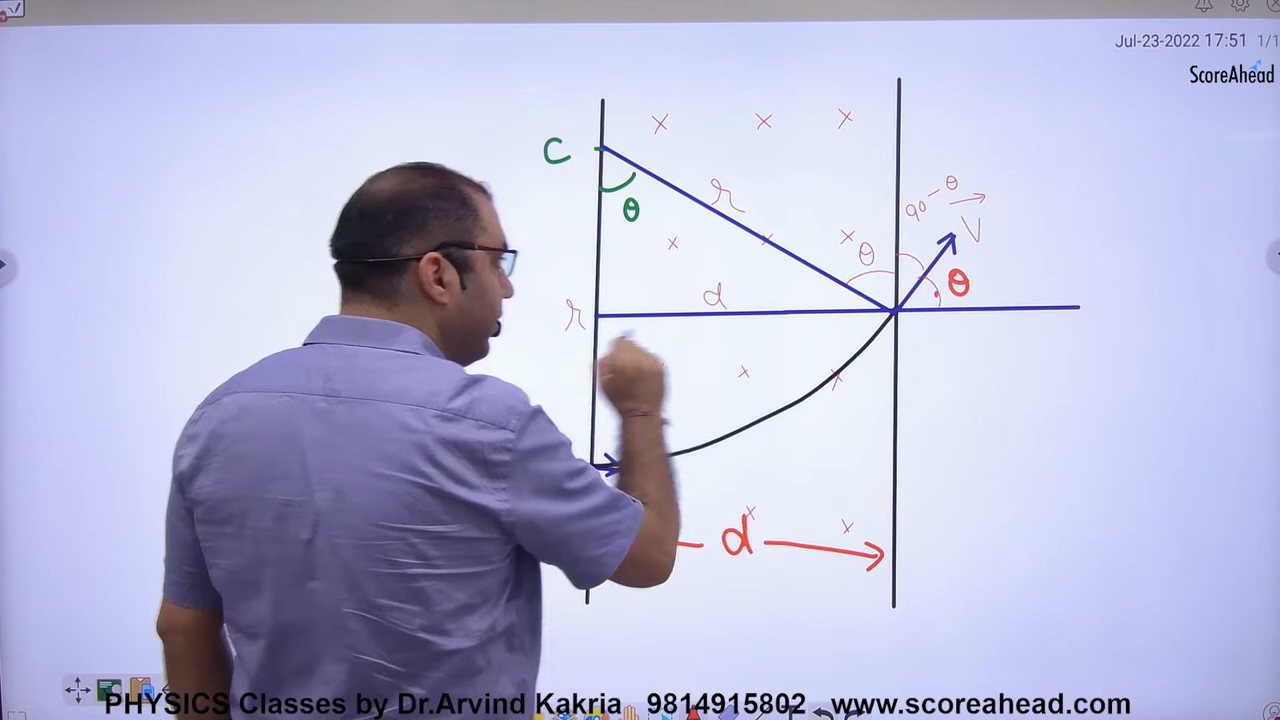 Jul-23-2022 17:51 1/1
ScoreAhead
C
θ
r
90-θ
V
θ
θ
d
r
d
PHYSICS Classes by Dr.Arvind Kakria 9814915802 www.scoreahead.com